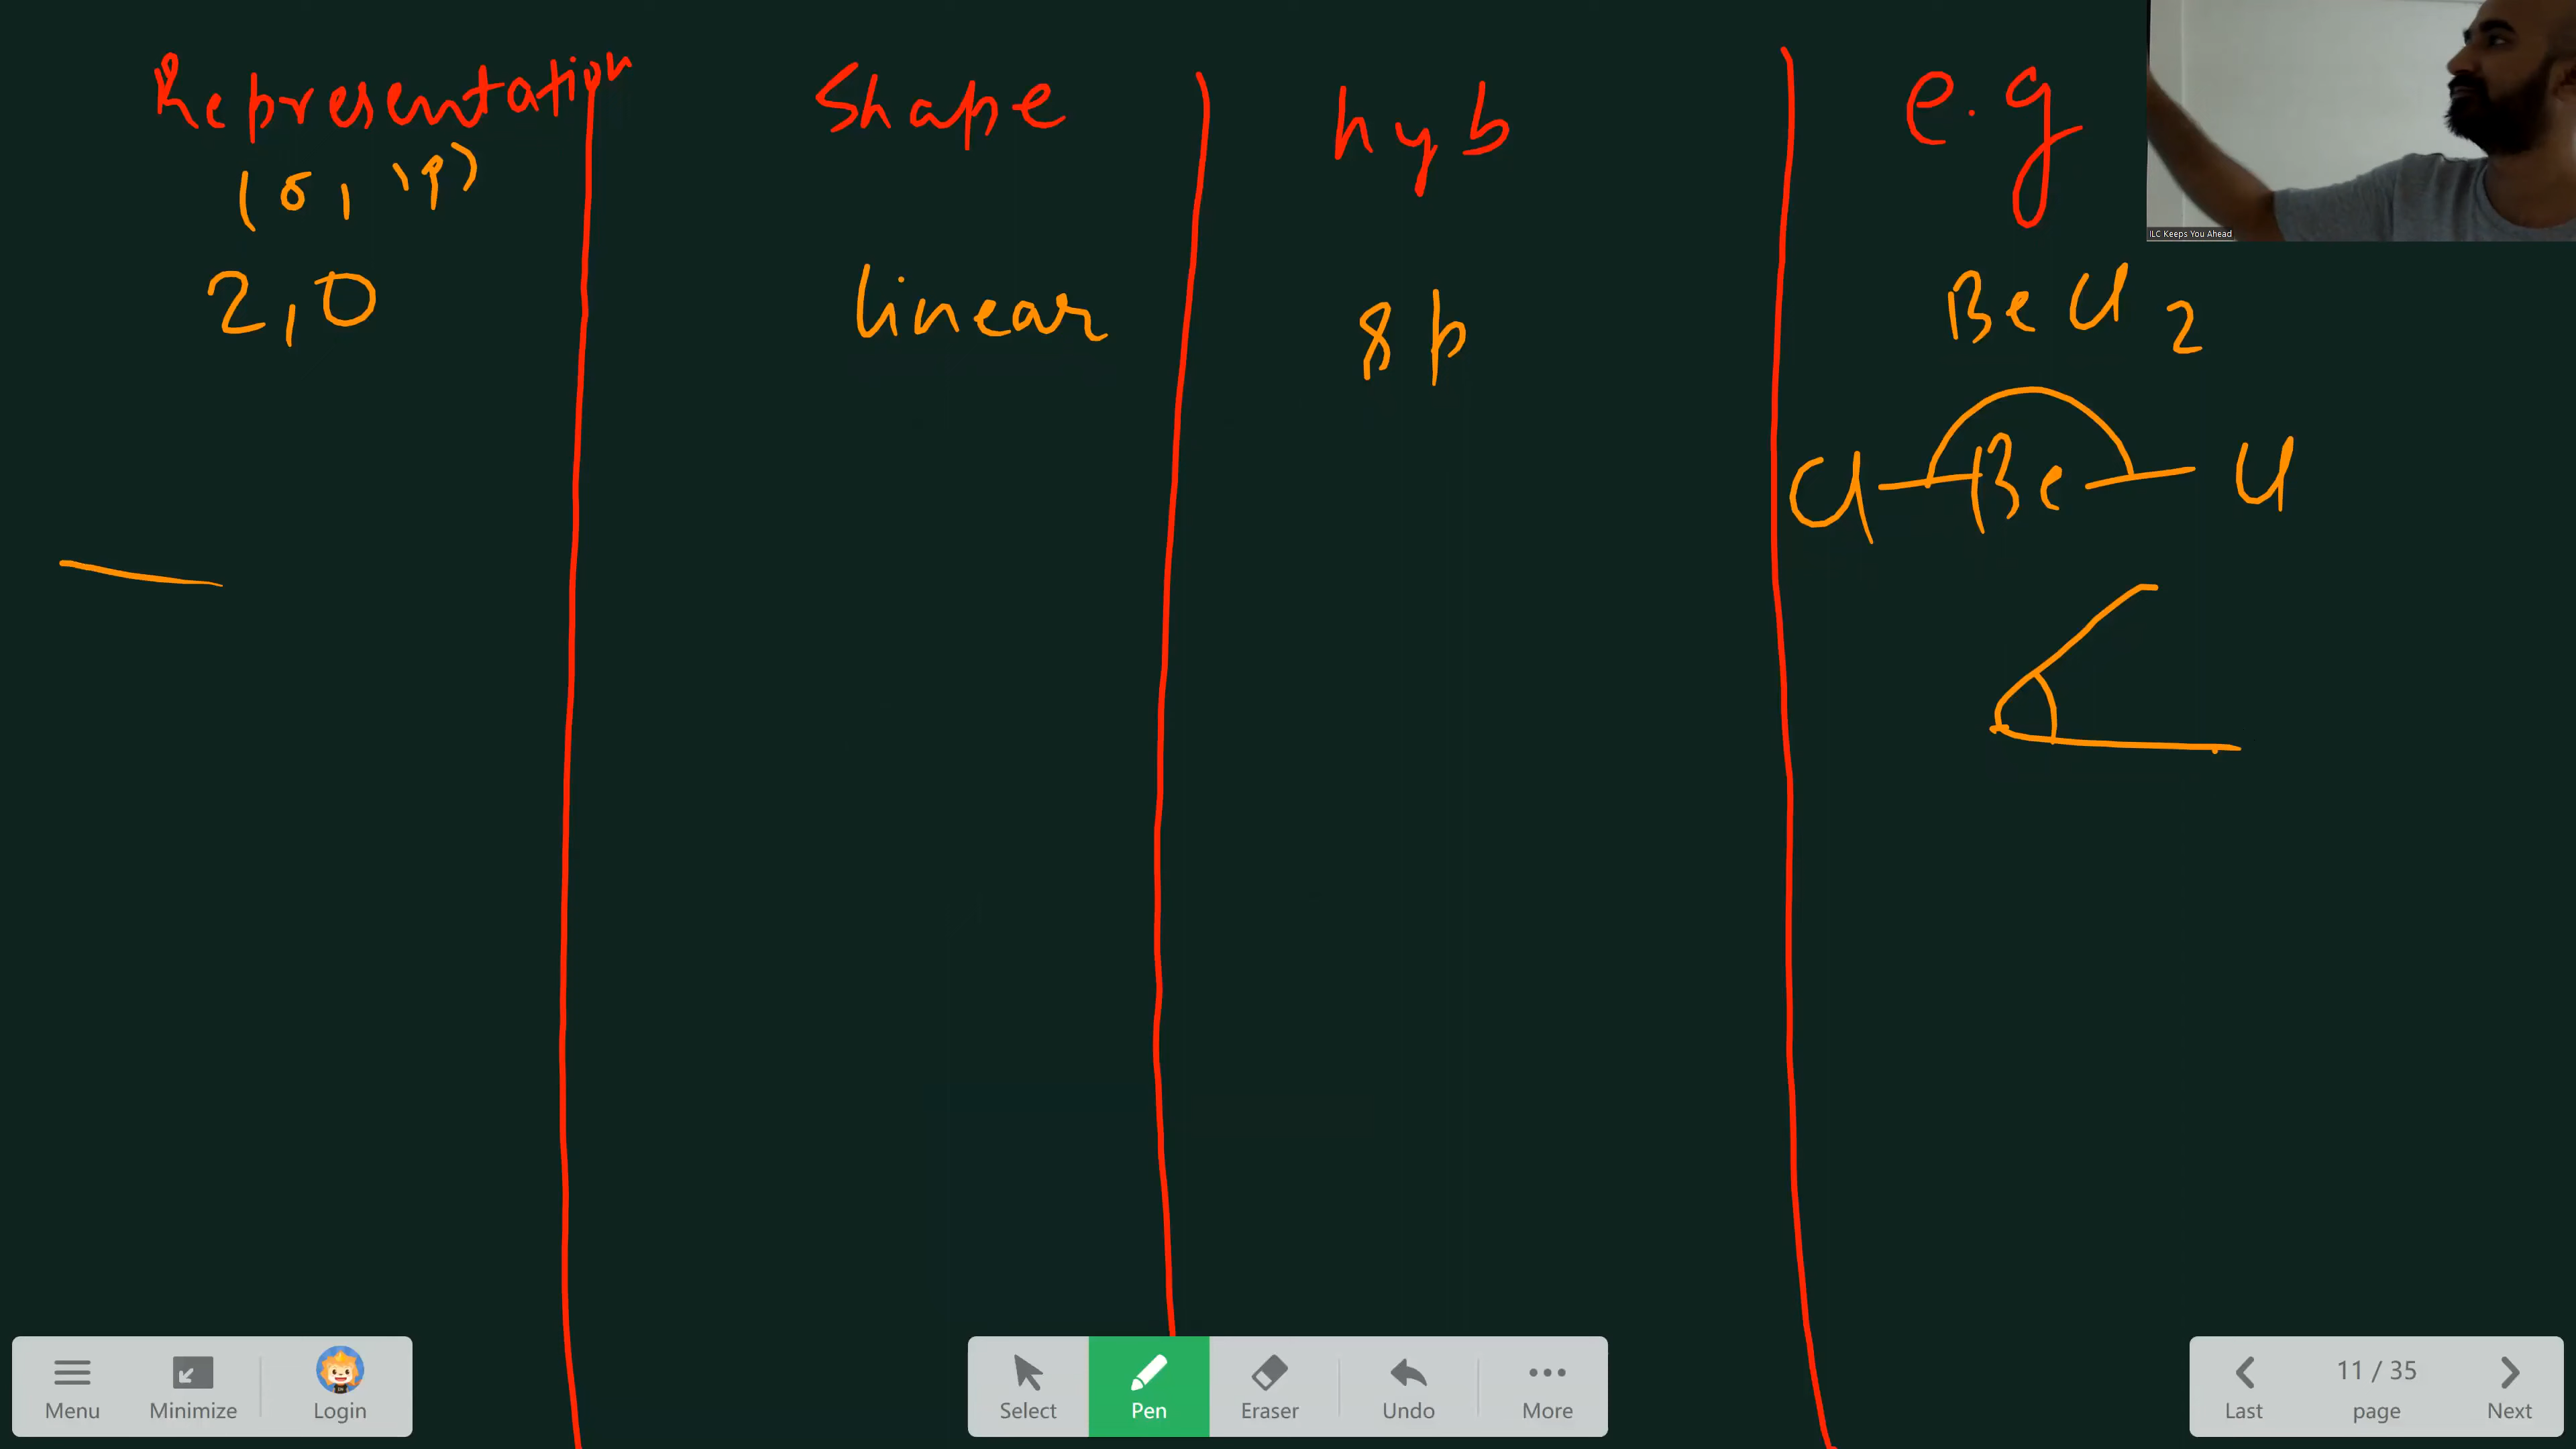 Representation Shape hyb e.g
(σ, lp)
2,0 linear sp BeCl2
Cl-Be-Cl
ILC Keeps You Ahead
Menu Minimize Login Select Pen Eraser Undo More Last 11 / 35 page Next